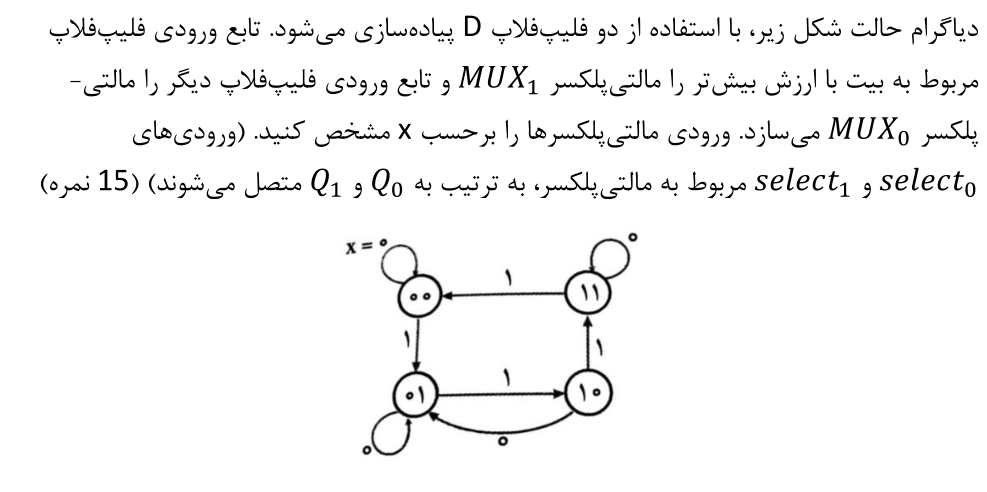 دیاگرام حالت شکل زیر، با استفاده از دو فلیپ‌فلاپ D پیاده‌سازی می‌شود. تابع ورودی فلیپ‌فلاپ
مربوط به بیت با ارزش بیش‌تر را مالتی‌پلکسر MUX₁ و تابع ورودی فلیپ‌فلاپ دیگر را مالتی-
پلکسر MUX₀ می‌سازد. ورودی مالتی‌پلکسرها را برحسب x مشخص کنید. (ورودی‌های
select₀ و select₁ مربوط به مالتی‌پلکسر، به ترتیب به Q₀ و Q₁ متصل می‌شوند) (15 نمره)
x = ۰
۰
۰۰
۱
۱۱
۱
۱
۰۱
۱
۱۰
۰
۰